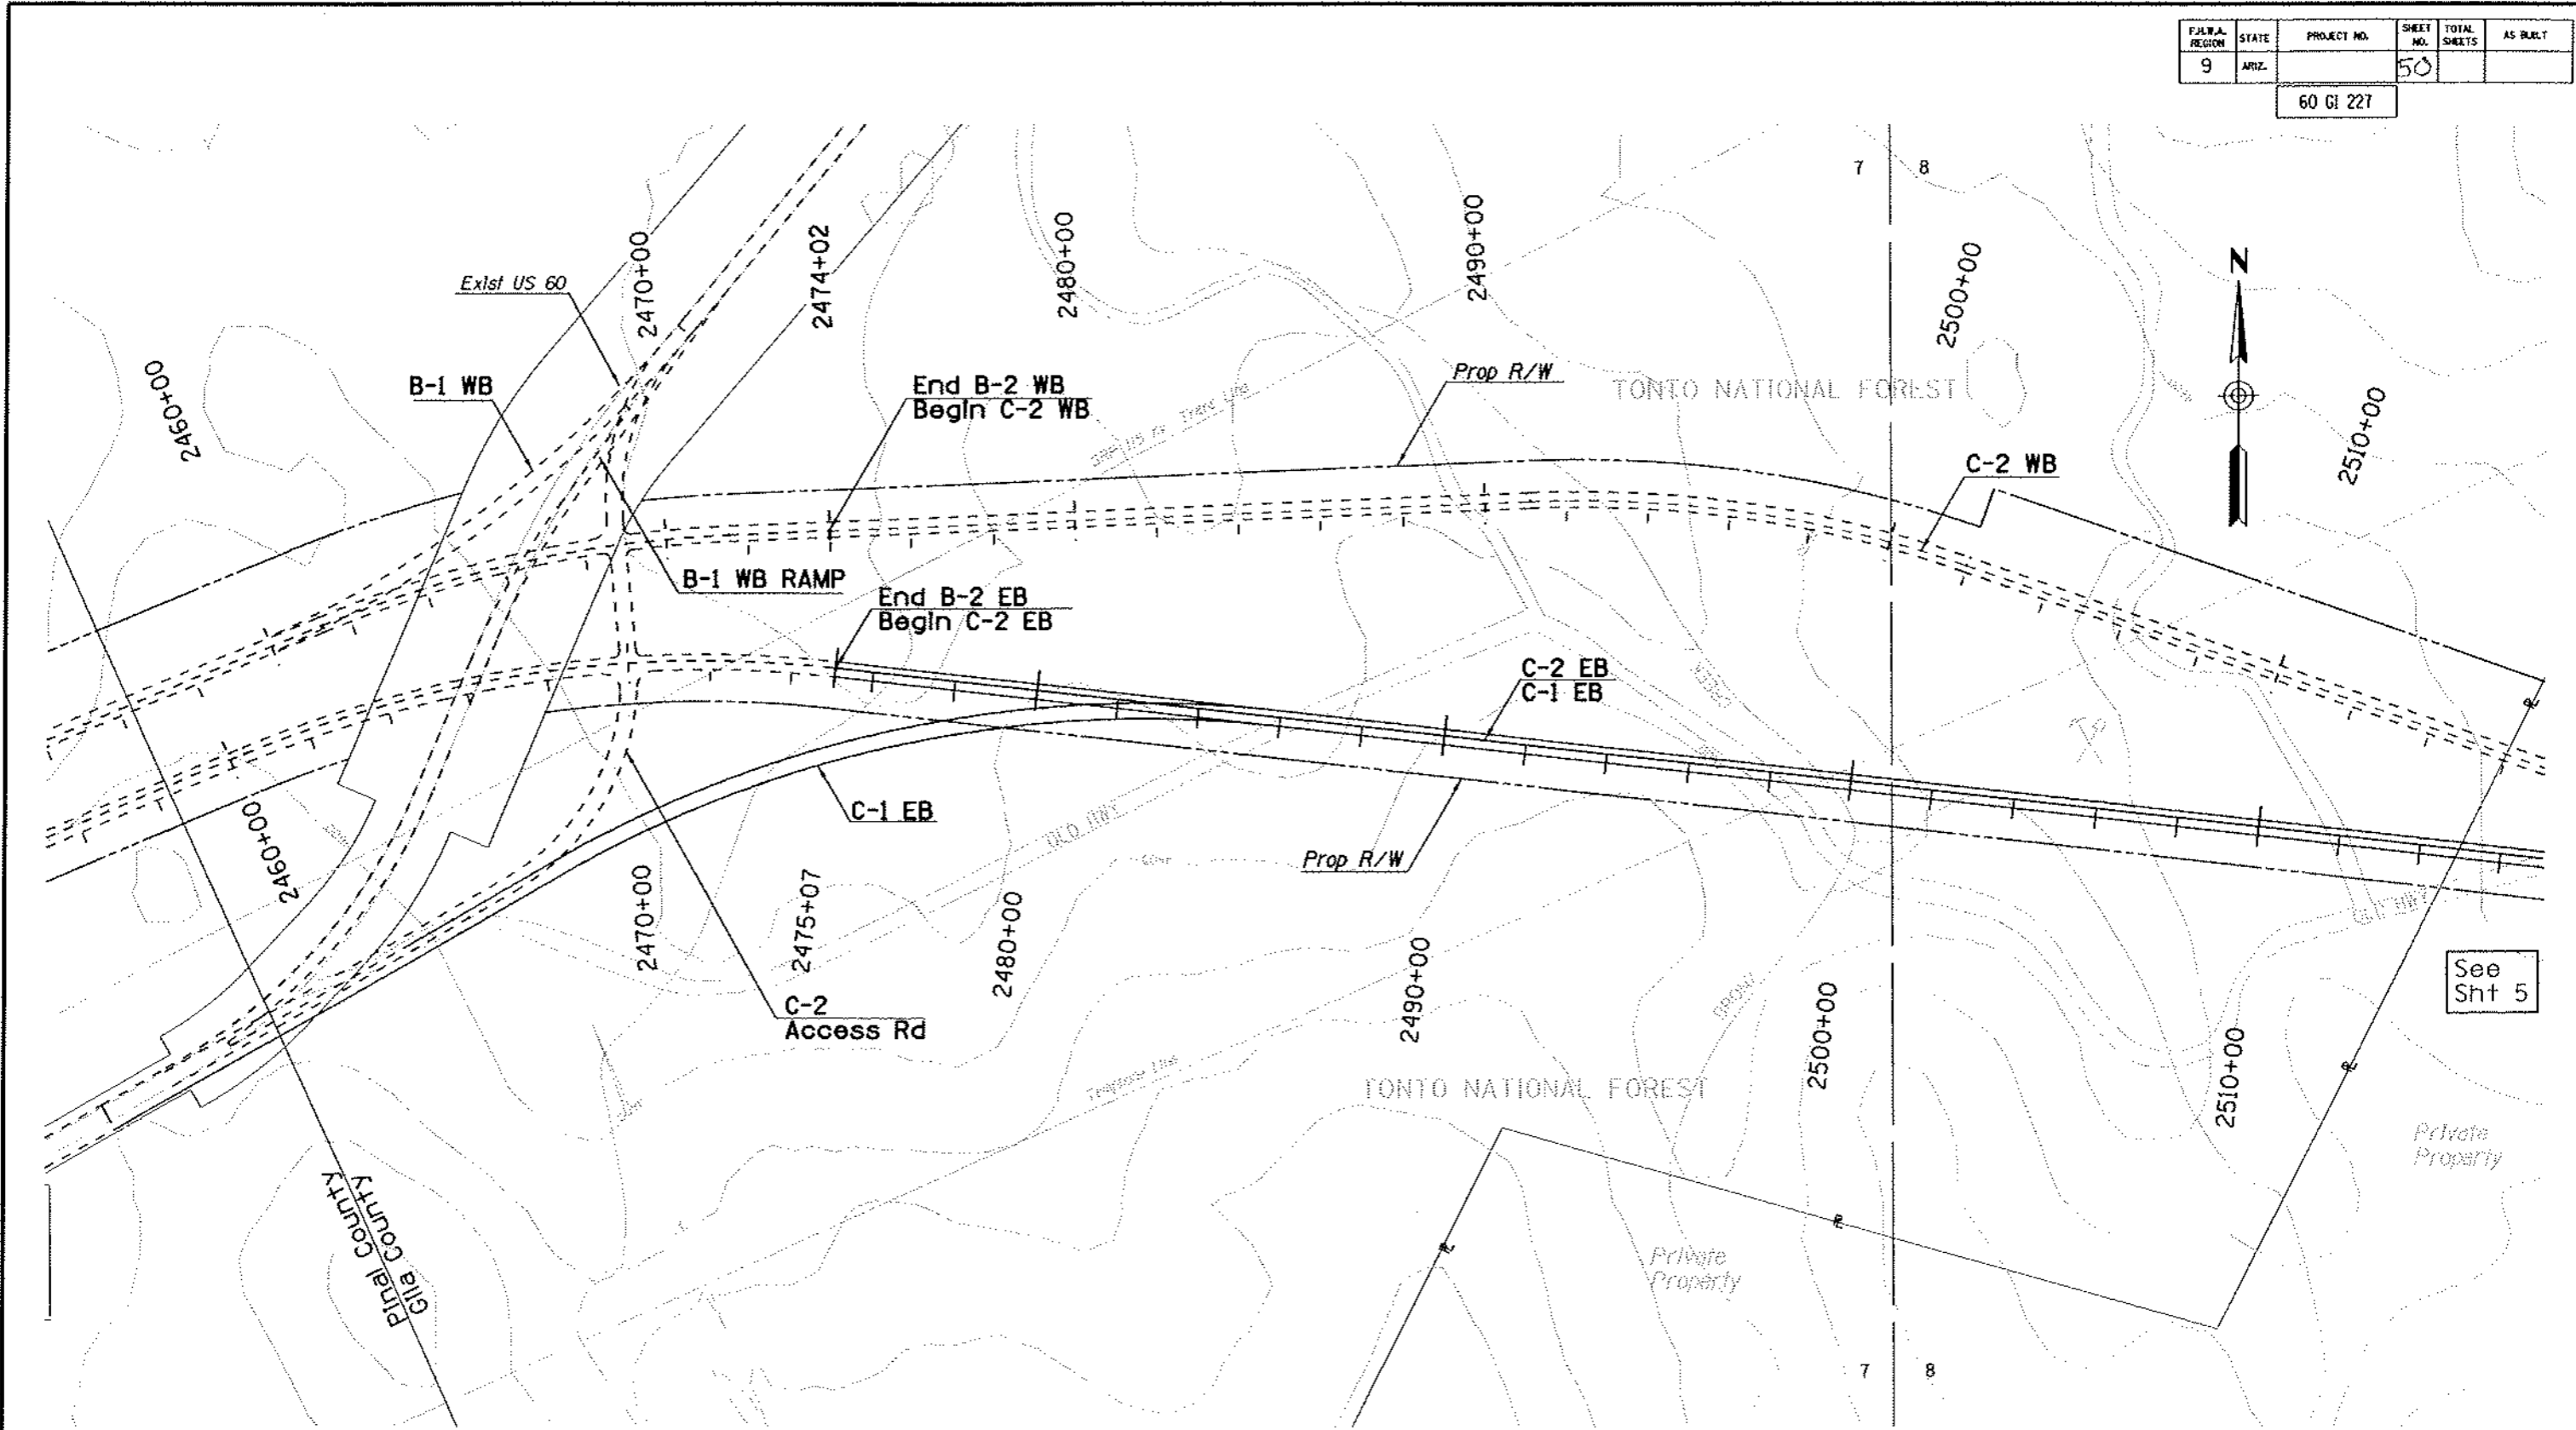 F.H.W.A. REGION
STATE
PROJECT NO.
SHEET NO.
TOTAL SHEETS
AS BUILT
9
ARIZ.
50
60 GI 227
7
8
2460+00
2470+00
2474+02
2480+00
2490+00
2500+00
2510+00
N
Exist US 60
B-1 WB
End B-2 WB
Begin C-2 WB
Prop R/W
TONTO NATIONAL FOREST
C-2 WB
B-1 WB RAMP
End B-2 EB
Begin C-2 EB
C-2 EB
C-1 EB
C-1 EB
OLD HWY
Prop R/W
2460+00
2470+00
2475+07
2480+00
2490+00
2500+00
2510+00
C-2
Access Rd
See
Sht 5
TONTO NATIONAL FOREST
Private
Property
Private
Property
Pinal County
Gila County
7
8